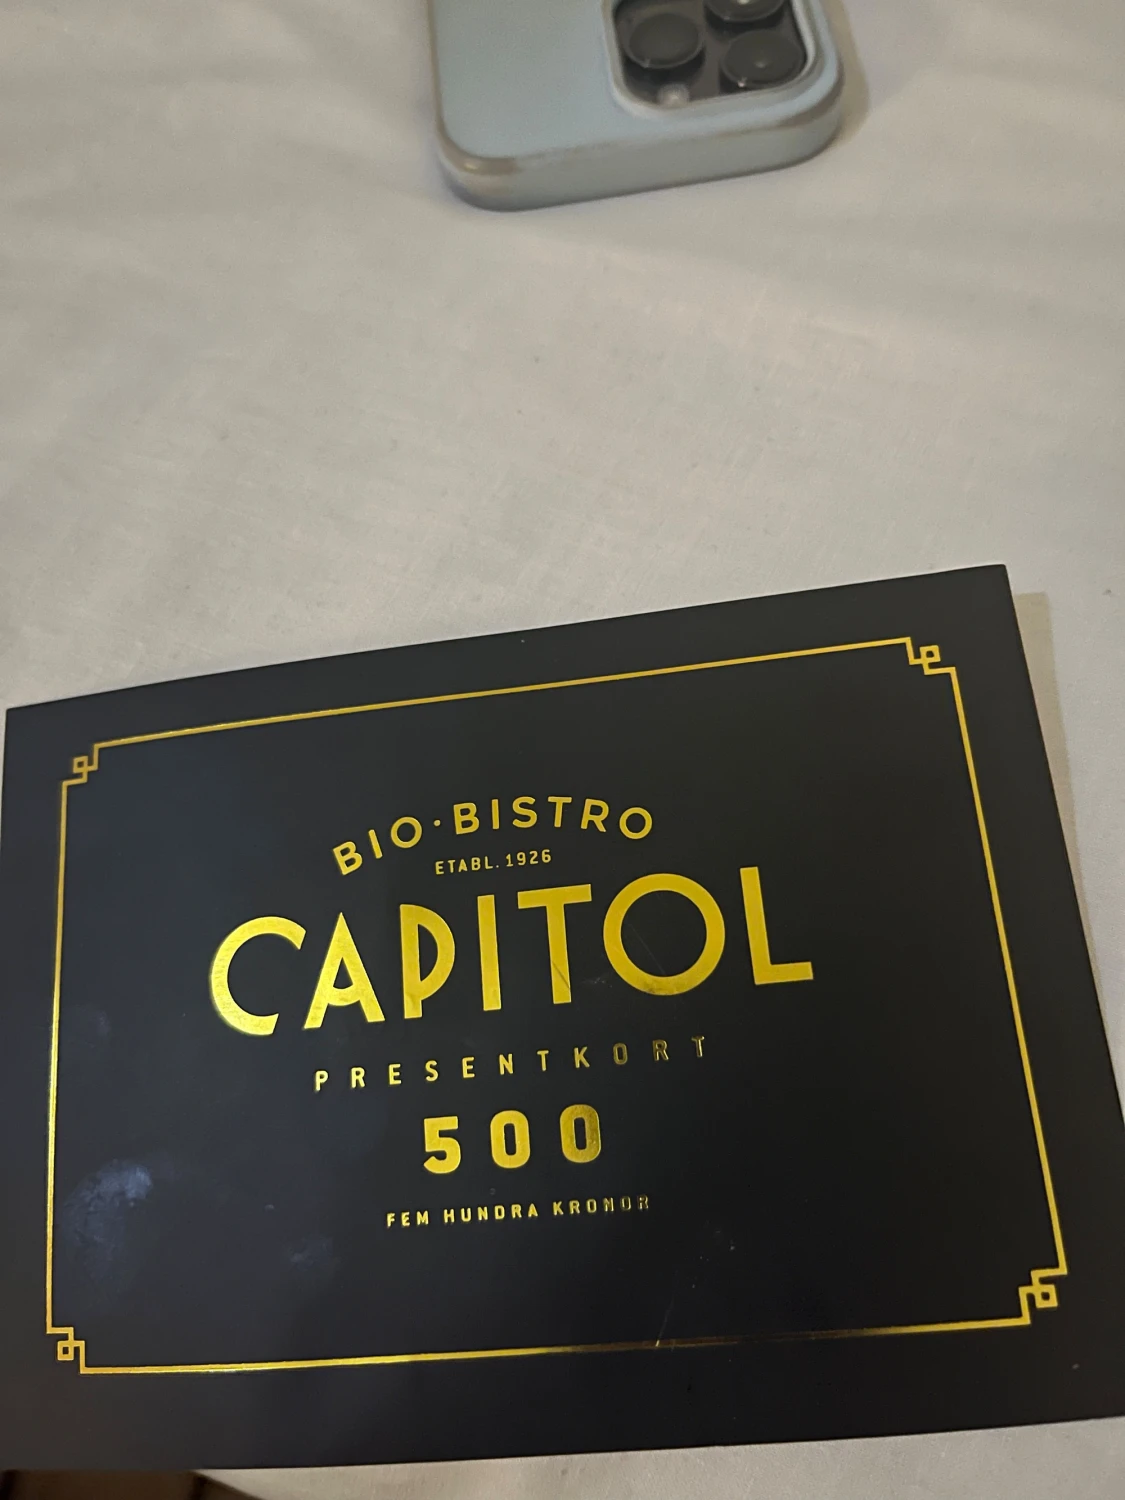 BIO·BISTRO
ETABL. 1926
CAPITOL
PRESENTKORT
500
FEM HUNDRA KRONOR